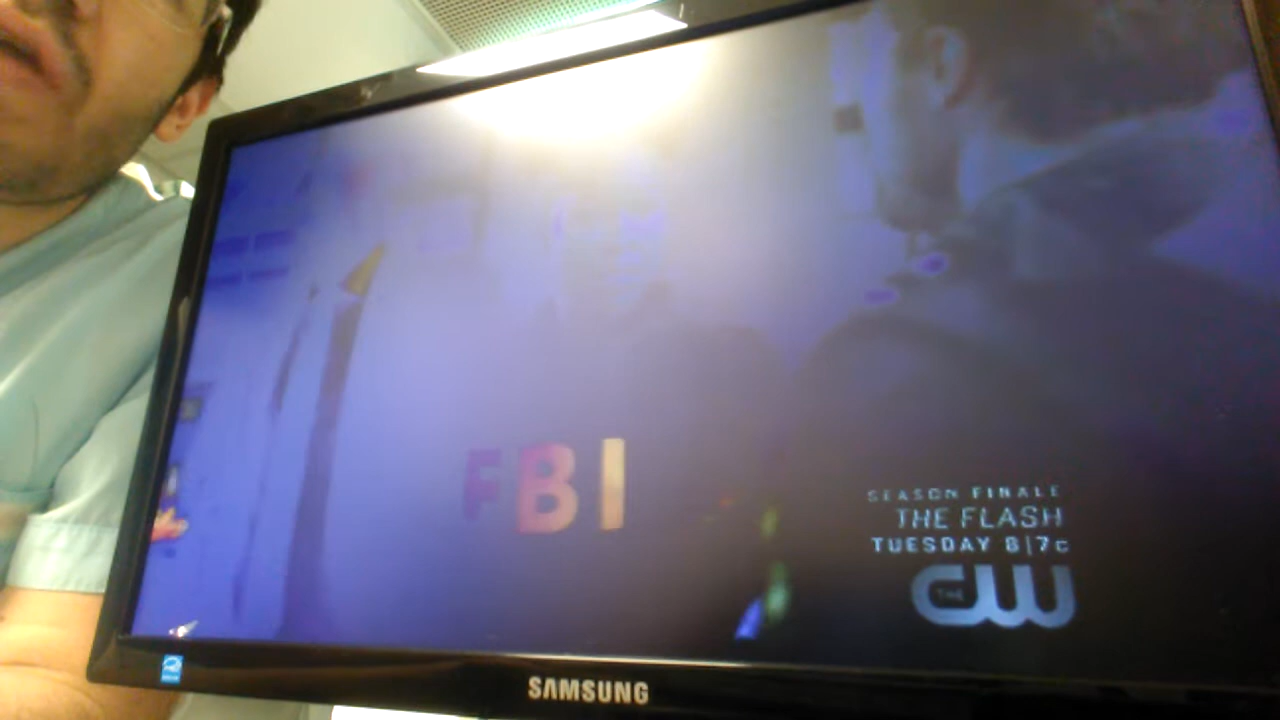 FBI
SEASON FINALE
THE FLASH
TUESDAY 8|7c
THE CW
SAMSUNG